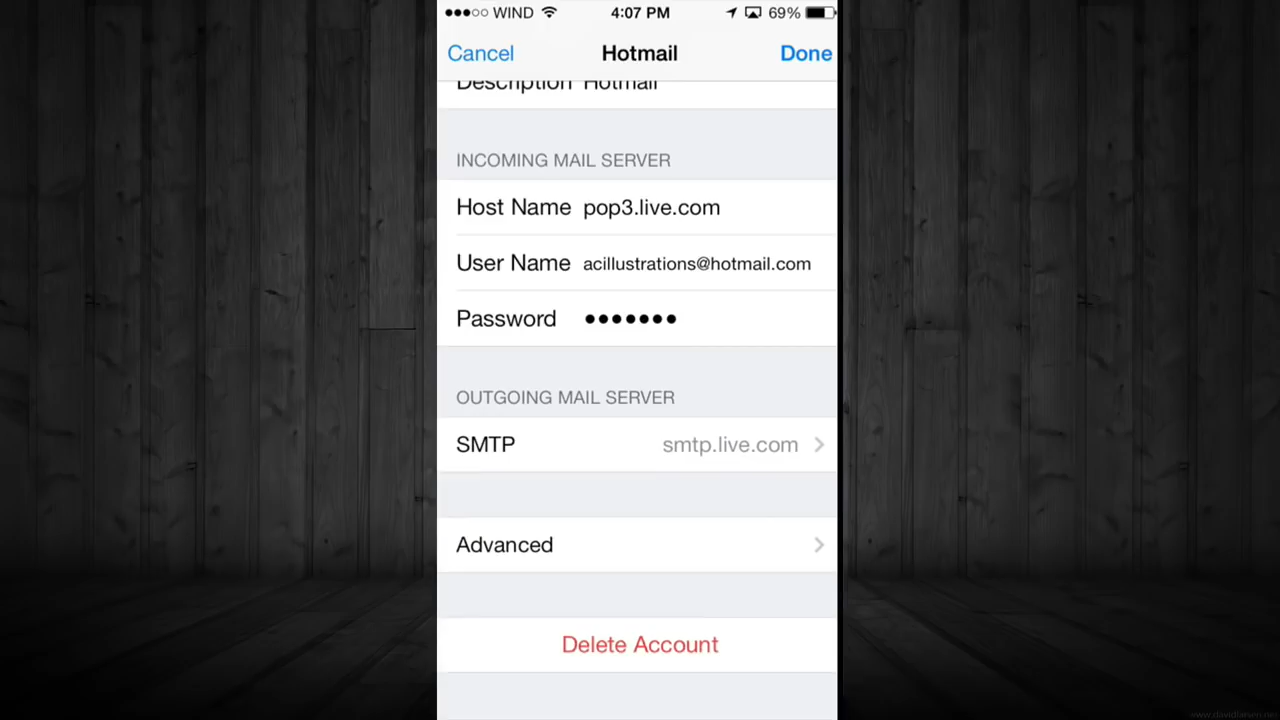 WIND 4:07 PM 69%
Cancel Hotmail Done
Description Hotmail
INCOMING MAIL SERVER
Host Name pop3.live.com
User Name acillustrations@hotmail.com
Password
OUTGOING MAIL SERVER
SMTP smtp.live.com
Advanced
Delete Account